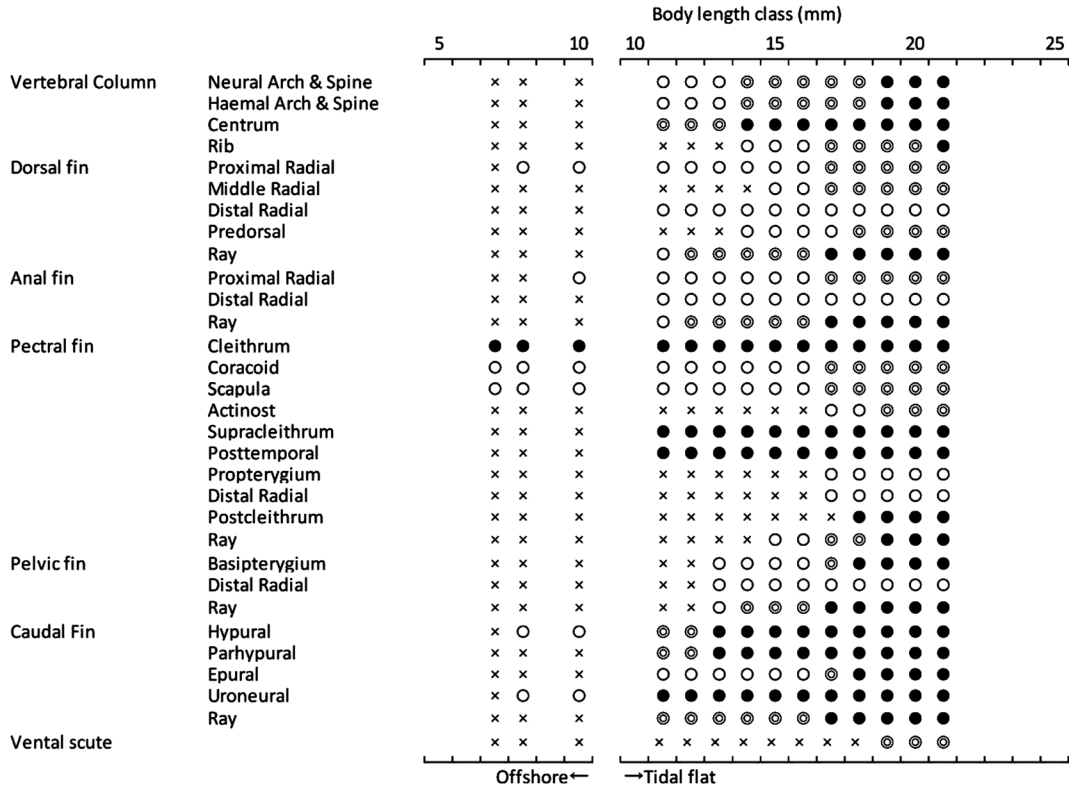 Body length class (mm)
5 10 10 15 20 25
Vertebral Column Neural Arch & Spine × × × ○ ○ ○ ◎ ◎ ◎ ◎ ◎ ● ● ●
Haemal Arch & Spine × × × ○ ○ ○ ◎ ◎ ◎ ◎ ◎ ● ● ●
Centrum × × × ◎ ◎ ◎ ● ● ● ● ● ● ● ●
Rib × × × × × × ○ ○ ○ ◎ ◎ ◎ ◎ ●
Dorsal fin Proximal Radial × ○ ○ ○ ○ ○ ○ ○ ○ ◎ ◎ ◎ ◎ ◎
Middle Radial × × × × × × × ○ ○ ◎ ◎ ◎ ◎ ◎
Distal Radial × × × ○ ○ ○ ○ ○ ○ ○ ○ ○ ○ ○
Predorsal × × × × × × ○ ○ ○ ○ ◎ ◎ ◎ ◎
Ray × × × ○ ◎ ◎ ◎ ◎ ◎ ● ● ● ● ●
Anal fin Proximal Radial × × ○ ○ ○ ○ ○ ○ ○ ◎ ◎ ◎ ◎ ◎
Distal Radial × × × ○ ○ ○ ○ ○ ○ ○ ○ ○ ○ ○
Ray × × × ○ ◎ ◎ ◎ ◎ ◎ ● ● ● ● ●
Pectral fin Cleithrum ● ● ● ● ● ● ● ● ● ● ● ● ● ●
Coracoid ○ ○ ○ ○ ○ ○ ○ ○ ○ ◎ ◎ ◎ ◎ ◎
Scapula ○ ○ ○ ○ ○ ○ ○ ○ ○ ◎ ◎ ◎ ◎ ◎
Actinost × × × × × × × × × ○ ○ ◎ ◎ ◎
Supracleithrum × × × ● ● ● ● ● ● ● ● ● ● ●
Posttemporal × × × ● ● ● ● ● ● ● ● ● ● ●
Propterygium × × × × × × × × × ○ ○ ○ ○ ○
Distal Radial × × × × × × × × × ○ ○ ○ ○ ○
Postcleithrum × × × × × × × × × × ● ● ● ●
Ray × × × × × × × ○ ○ ◎ ◎ ● ● ●
Pelvic fin Basipterygium × × × × × ○ ○ ○ ○ ◎ ● ● ● ●
Distal Radial × × × × × ○ ○ ○ ○ ○ ○ ○ ○ ○
Ray × × × × × ○ ◎ ◎ ◎ ● ● ● ● ●
Caudal Fin Hypural × ○ ○ ◎ ◎ ● ● ● ● ● ● ● ● ●
Parhypural × × × ◎ ◎ ● ● ● ● ● ● ● ● ●
Epural × × × ○ ○ ○ ○ ○ ○ ◎ ● ● ● ●
Uroneural × ○ ○ ● ● ● ● ● ● ● ● ● ● ●
Ray × × × ◎ ◎ ◎ ◎ ◎ ◎ ● ● ● ● ●
Vental scute × × × × × × × × × × × ◎ ◎ ◎
Offshore← →Tidal flat